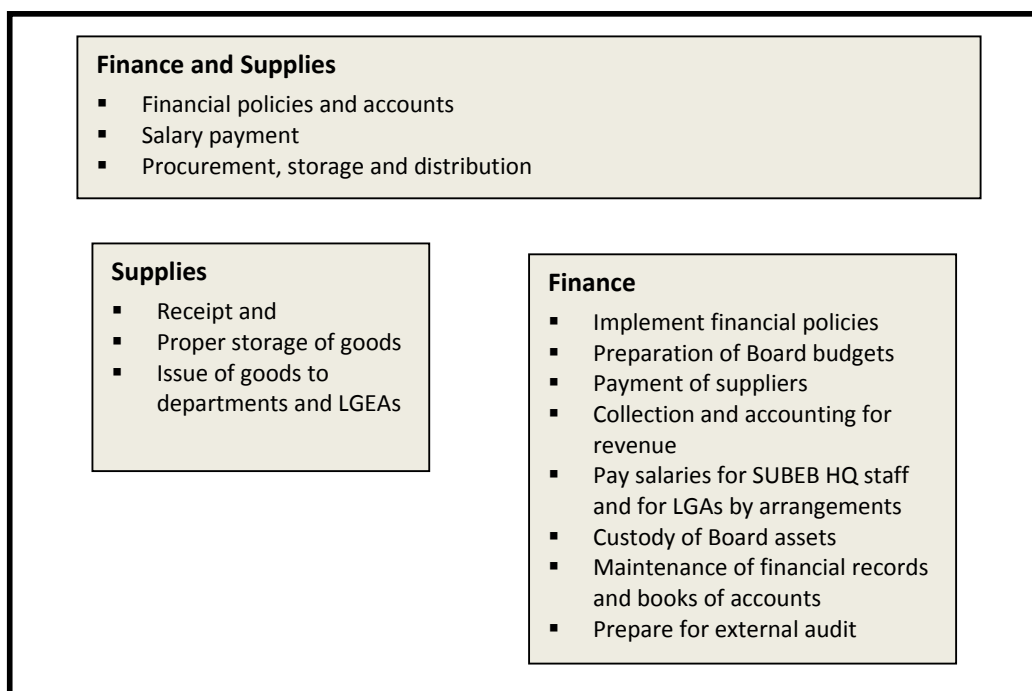 Finance and Supplies
▪ Financial policies and accounts
▪ Salary payment
▪ Procurement, storage and distribution
Supplies
▪ Receipt and
▪ Proper storage of goods
▪ Issue of goods to
departments and LGEAs
Finance
▪ Implement financial policies
▪ Preparation of Board budgets
▪ Payment of suppliers
▪ Collection and accounting for
revenue
▪ Pay salaries for SUBEB HQ staff
and for LGAs by arrangements
▪ Custody of Board assets
▪ Maintenance of financial records
and books of accounts
▪ Prepare for external audit